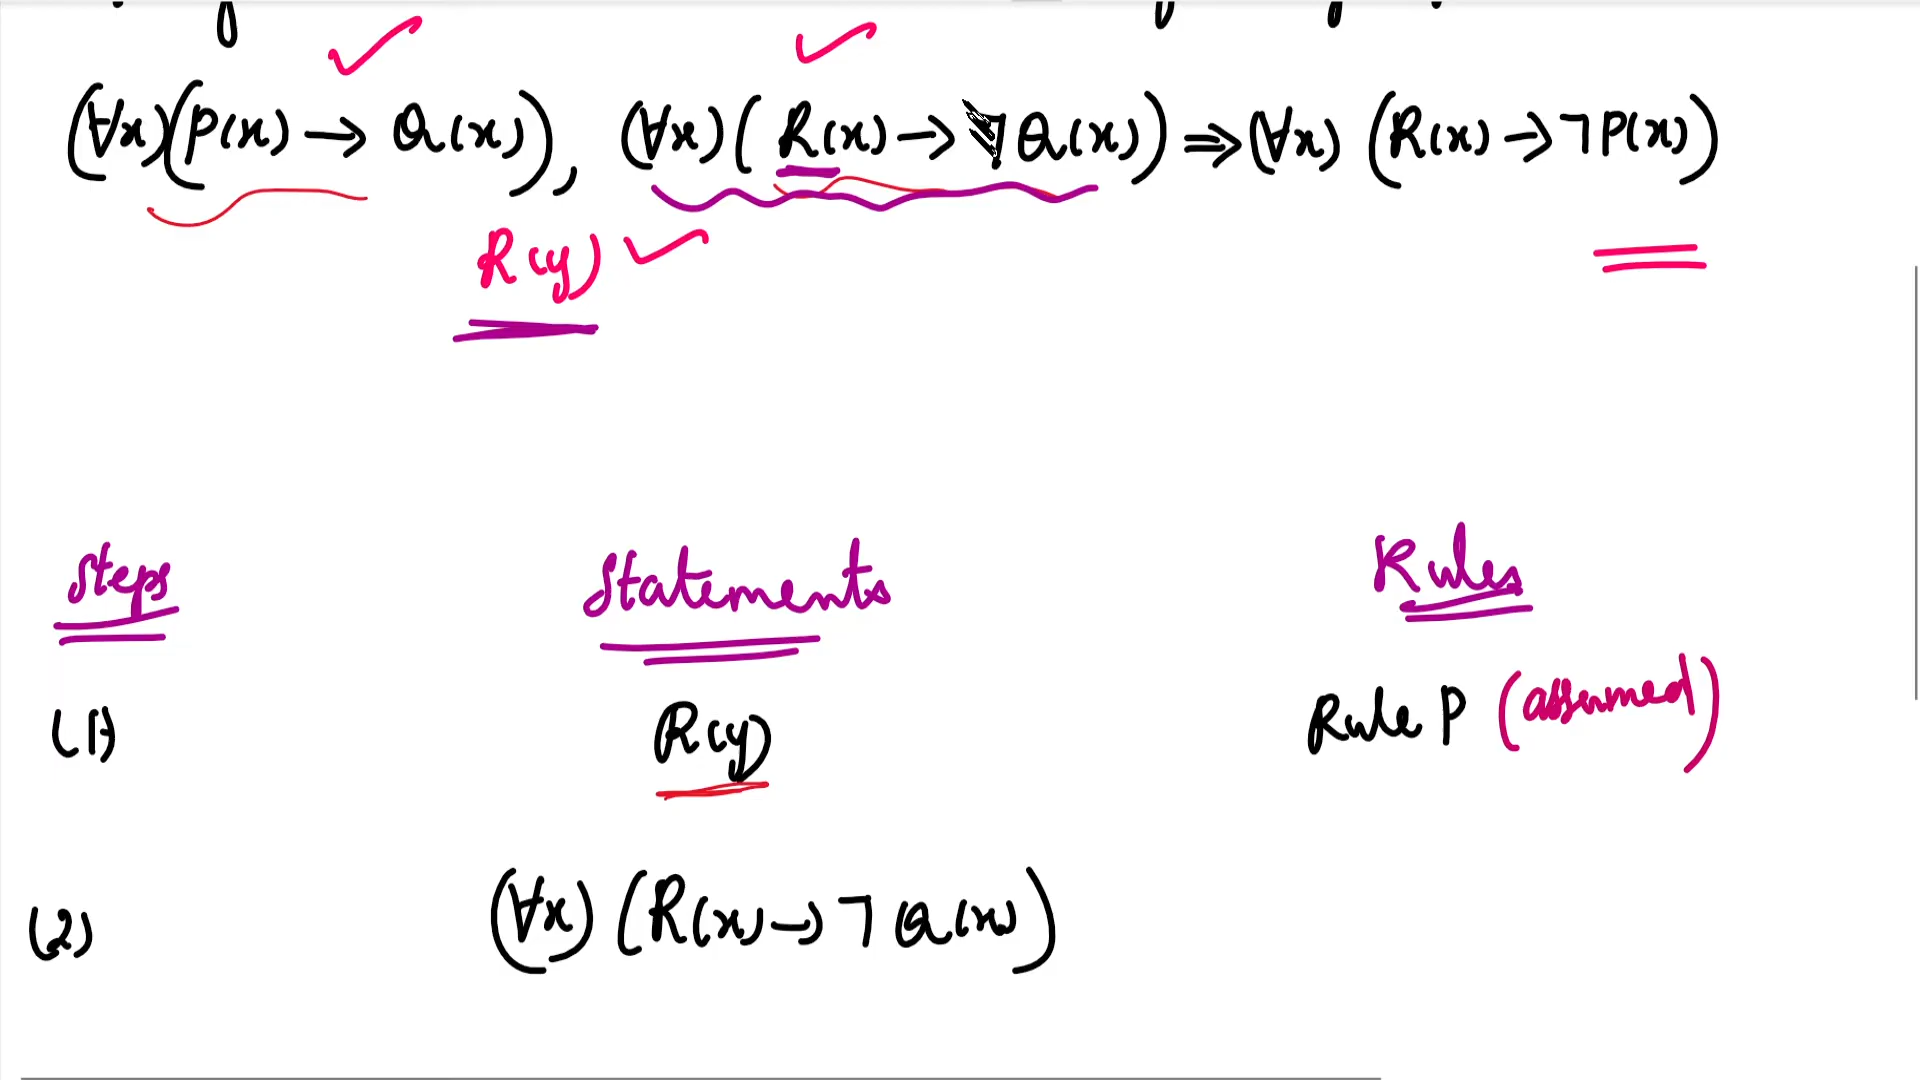 (∀x)(P(x) → Q(x)), (∀x)(R(x) → ¬Q(x)) ⇒ (∀x)(R(x) → ¬P(x))
R(y)
Steps Statements Rules
(1) R(y) Rule P (assumed)
(2) (∀x)(R(x) → ¬Q(x))